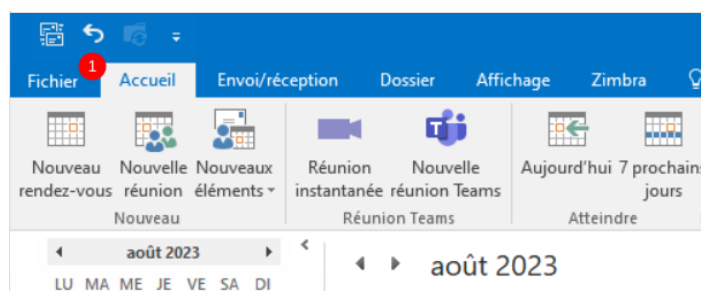 1
Fichier Accueil Envoi/réception Dossier Affichage Zimbra
Nouveau rendez-vous
Nouvelle réunion
Nouveaux éléments
Réunion instantanée
Nouvelle réunion Teams
Aujourd'hui
7 prochains jours
Nouveau Réunion Teams Atteindre
août 2023 août 2023
LU MA ME JE VE SA DI